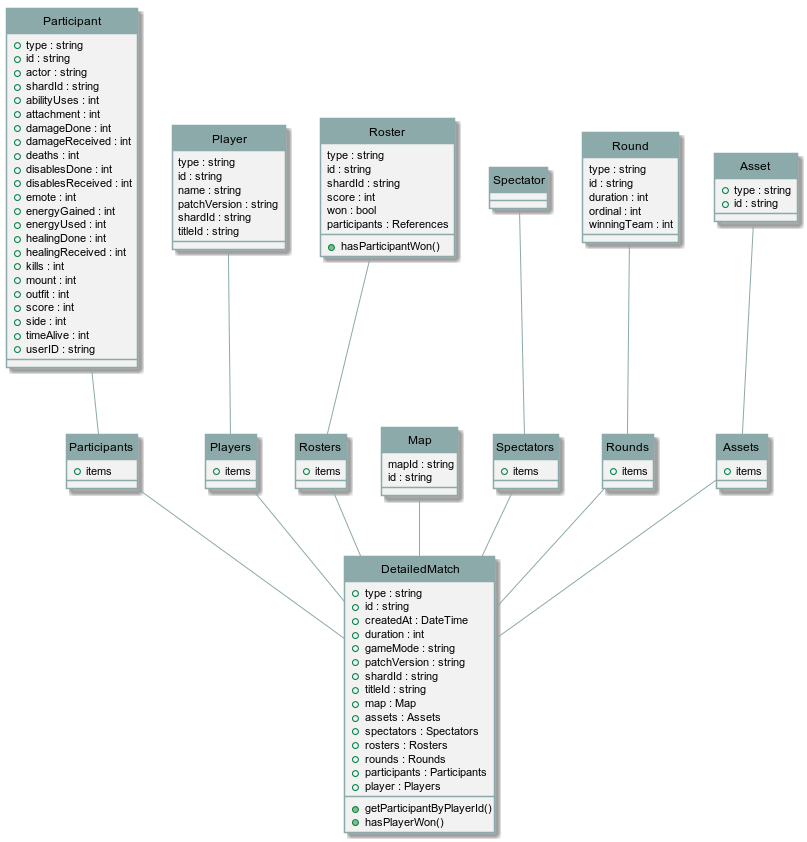 Participant
type : string
id : string
actor : string
shardId : string
abilityUses : int
attachment : int
damageDone : int
damageReceived : int
deaths : int
disablesDone : int
disablesReceived : int
emote : int
energyGained : int
energyUsed : int
healingDone : int
healingReceived : int
kills : int
mount : int
outfit : int
score : int
side : int
timeAlive : int
userID : string
Player
type : string
id : string
name : string
patchVersion : string
shardId : string
titleId : string
Roster
type : string
id : string
shardId : string
score : int
won : bool
participants : References
hasParticipantWon()
Spectator
Round
type : string
id : string
duration : int
ordinal : int
winningTeam : int
Asset
type : string
id : string
Participants
items
Players
items
Rosters
items
Map
mapId : string
id : string
Spectators
items
Rounds
items
Assets
items
DetailedMatch
type : string
id : string
createdAt : DateTime
duration : int
gameMode : string
patchVersion : string
shardId : string
titleId : string
map : Map
assets : Assets
spectators : Spectators
rosters : Rosters
rounds : Rounds
participants : Participants
player : Players
getParticipantByPlayerId()
hasPlayerWon()